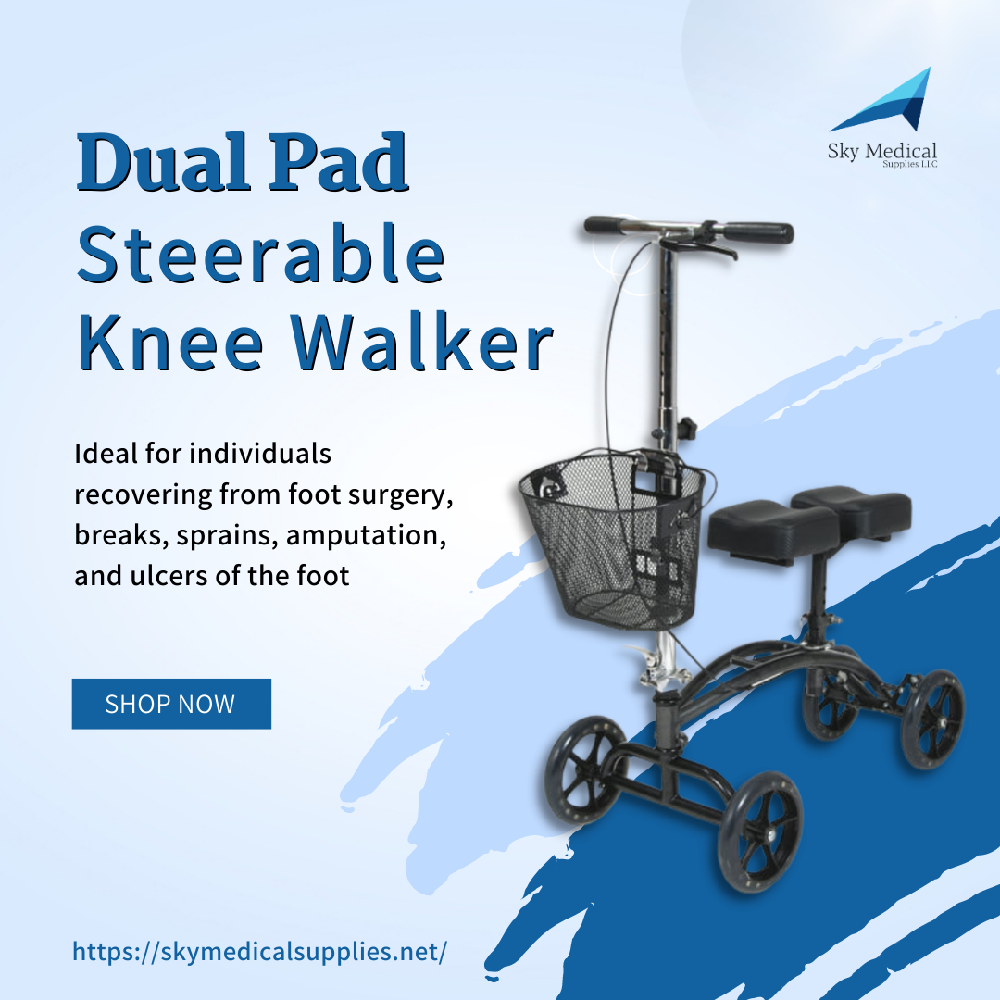 Sky Medical
Supplies LLC
Dual Pad
Steerable
Knee Walker
Ideal for individuals
recovering from foot surgery,
breaks, sprains, amputation,
and ulcers of the foot
SHOP NOW
https://skymedicalsupplies.net/